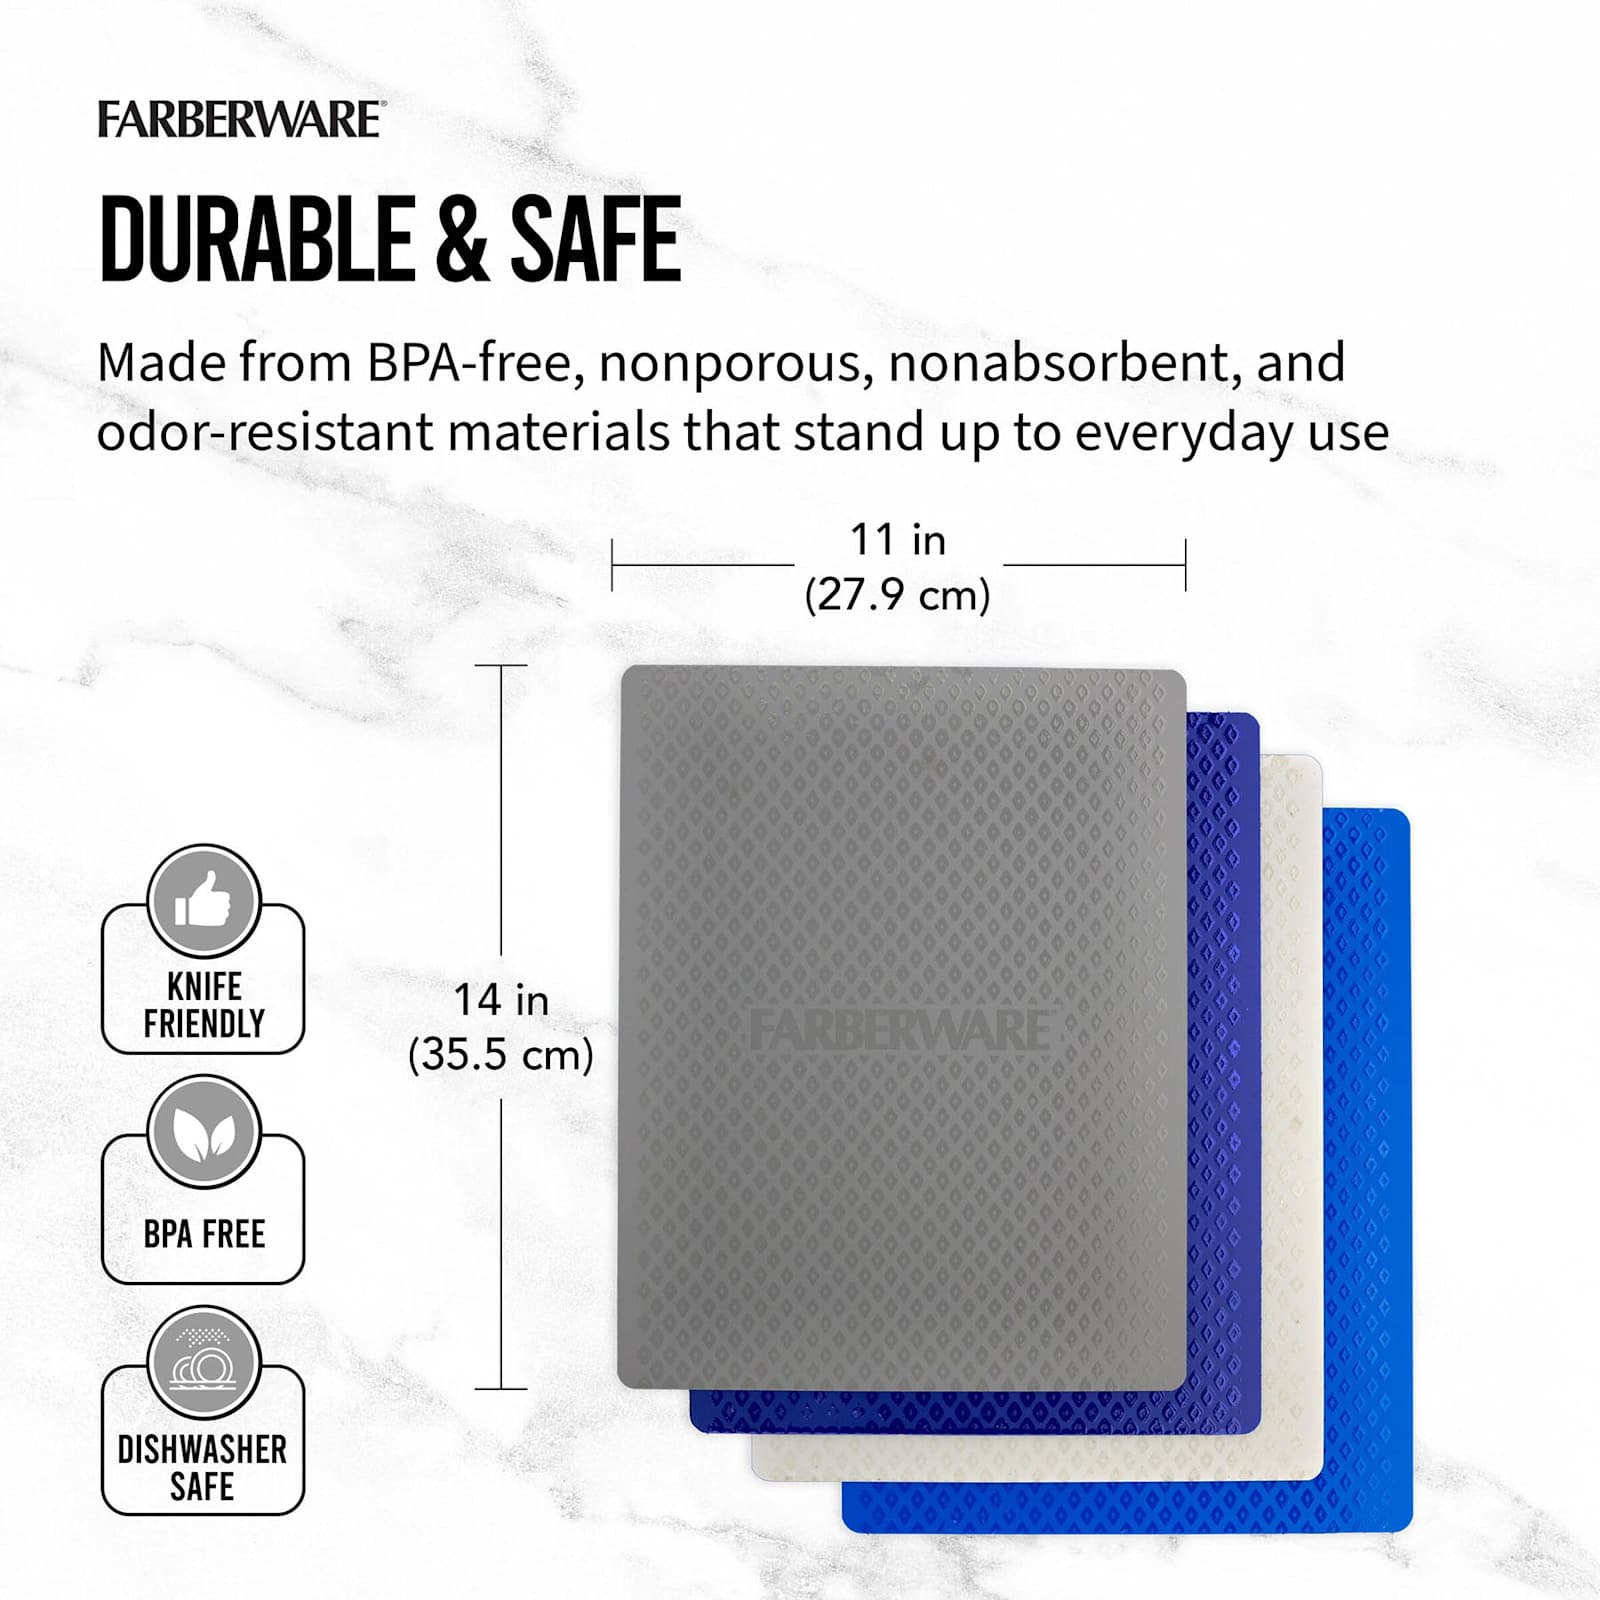 FARBERWARE®
DURABLE & SAFE
Made from BPA-free, nonporous, nonabsorbent, and
odor-resistant materials that stand up to everyday use
11 in
(27.9 cm)
14 in
(35.5 cm)
FARBERWARE
KNIFE
FRIENDLY
BPA FREE
DISHWASHER
SAFE